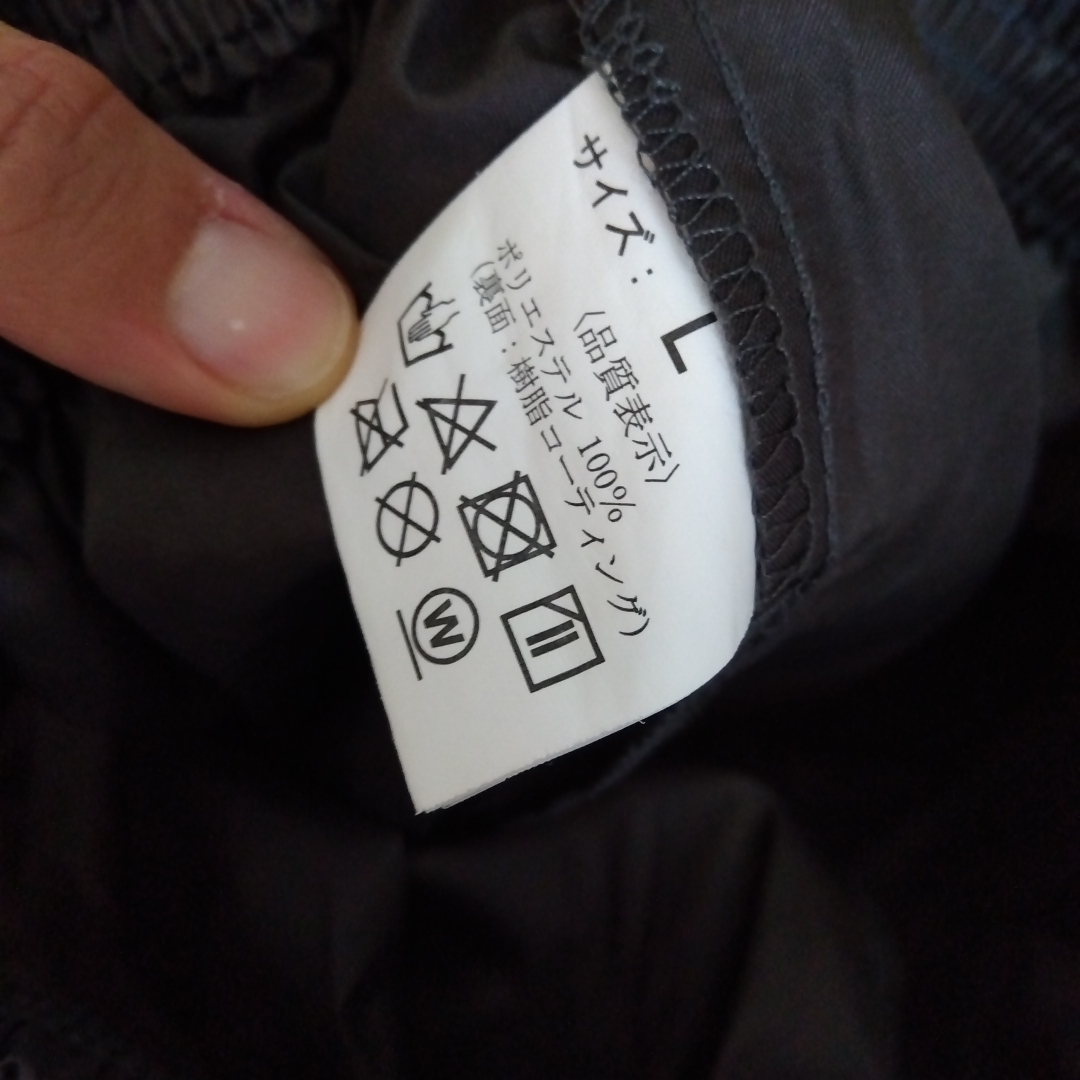 サイズ： L
〈品質表示〉
ポリエステル 100%
(裏面：樹脂コーティング)
W